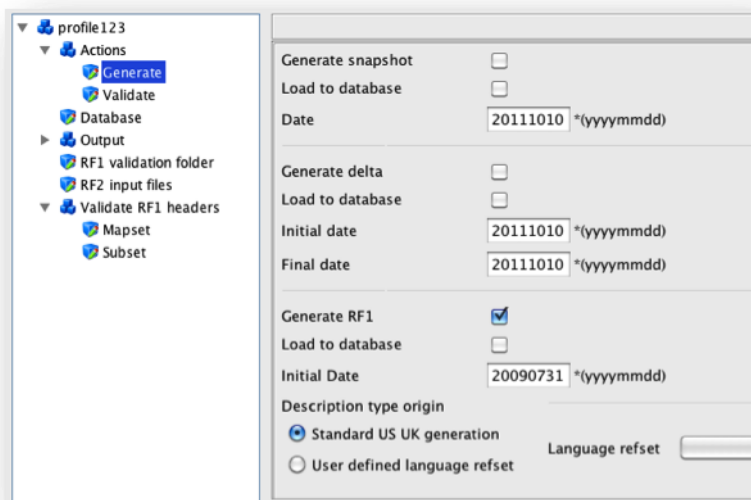 profile123
Actions
Generate
Validate
Database
Output
RF1 validation folder
RF2 input files
Validate RF1 headers
Mapset
Subset
Generate snapshot
Load to database
Date 20111010 *(yyyymmdd)
Generate delta
Load to database
Initial date 20111010 *(yyyymmdd)
Final date 20111010 *(yyyymmdd)
Generate RF1
Load to database
Initial Date 20090731 *(yyyymmdd)
Description type origin
Standard US UK generation
Language refset
User defined language refset